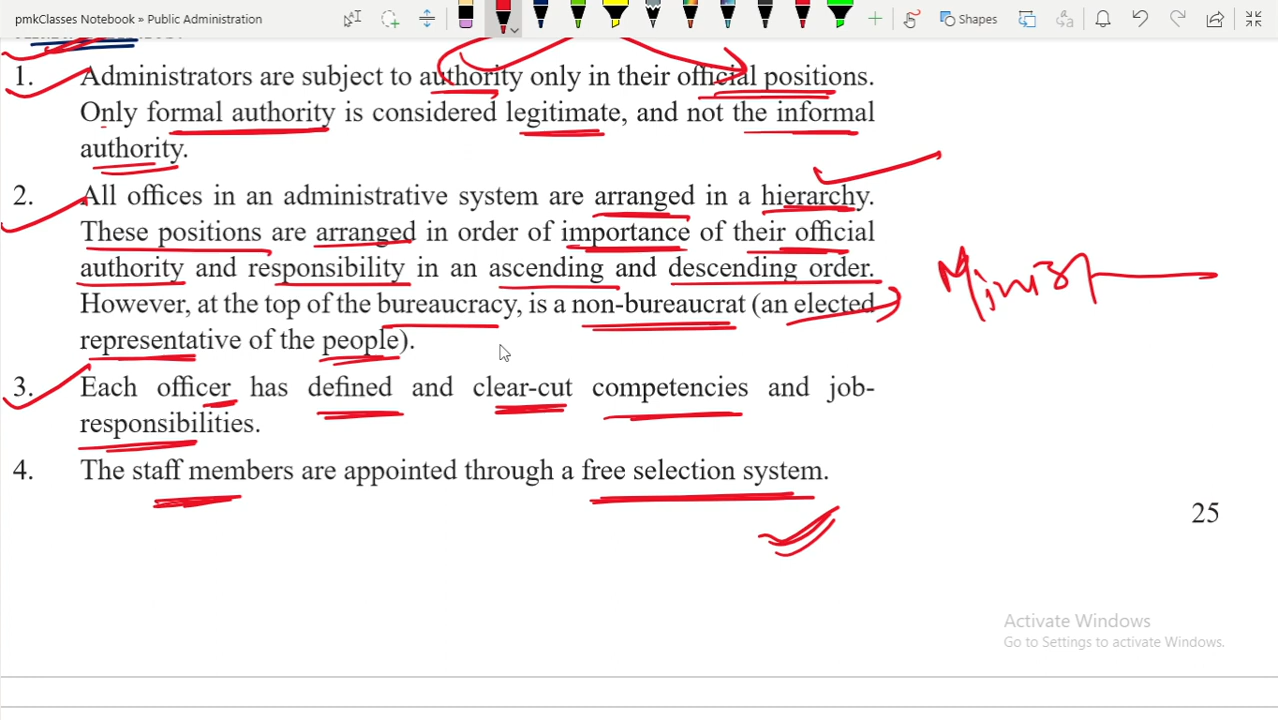 pmkClasses Notebook » Public Administration
Shapes
1. Administrators are subject to authority only in their official positions.
Only formal authority is considered legitimate, and not the informal
authority.
2. All offices in an administrative system are arranged in a hierarchy.
These positions are arranged in order of importance of their official
authority and responsibility in an ascending and descending order.
However, at the top of the bureaucracy, is a non-bureaucrat (an elected
representative of the people).
3. Each officer has defined and clear-cut competencies and job-
responsibilities.
4. The staff members are appointed through a free selection system.
25
Activate Windows
Go to Settings to activate Windows.